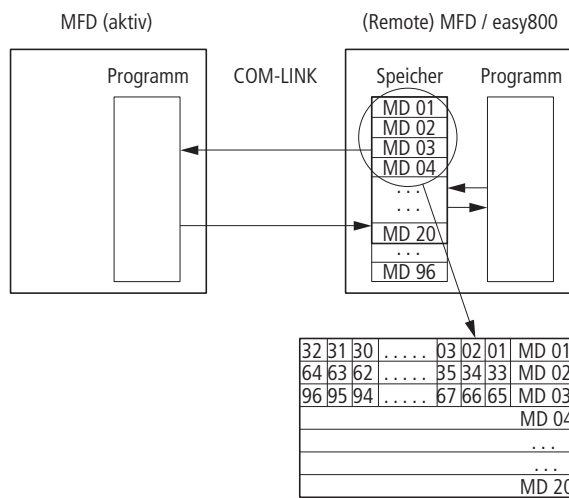 MFD (aktiv)
(Remote) MFD / easy800
Programm
COM-LINK
Speicher
Programm
MD 01
MD 02
MD 03
MD 04
. . .
. . .
MD 20
. . .
MD 96
32 31 30 . . . . . 03 02 01 MD 01
64 63 62 . . . . . 35 34 33 MD 02
96 95 94 . . . . . 67 66 65 MD 03
MD 04
. . .
. . .
MD 20